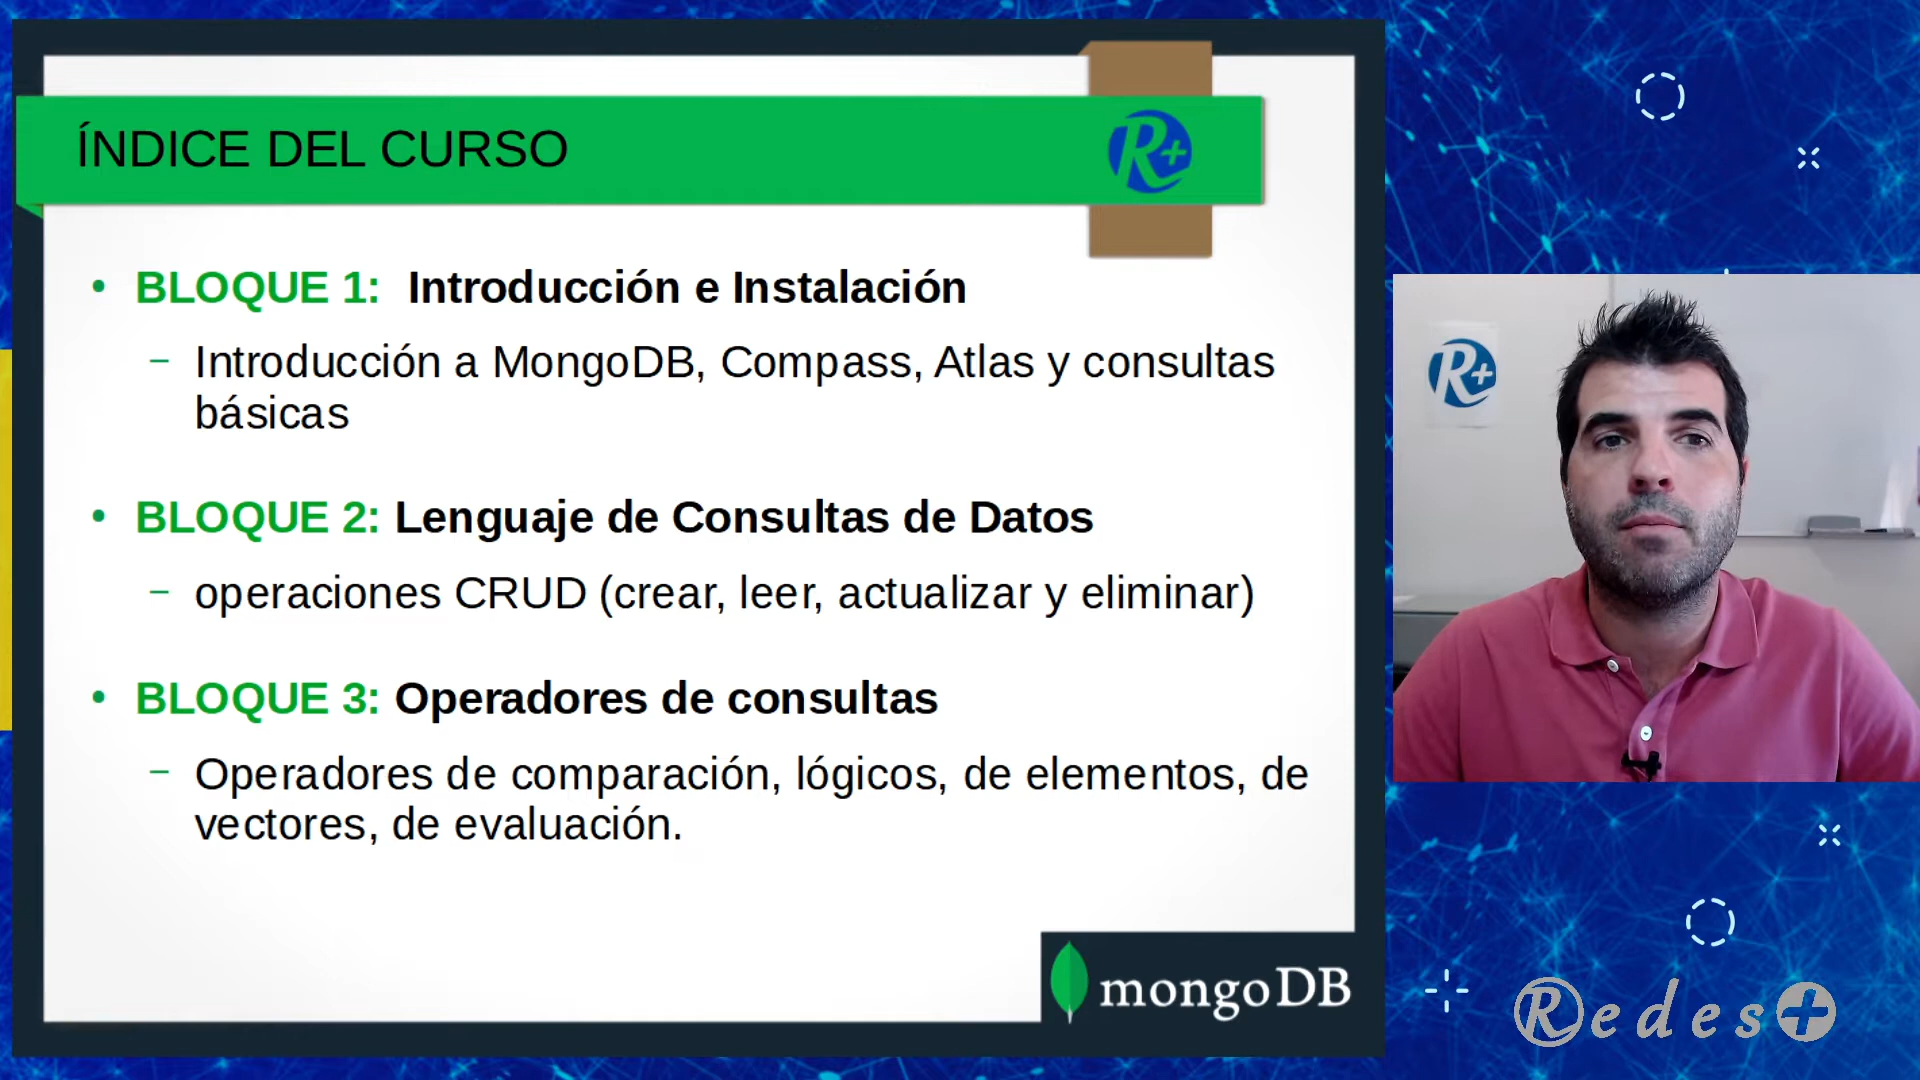 ÍNDICE DEL CURSO
R+
• BLOQUE 1: Introducción e Instalación
– Introducción a MongoDB, Compass, Atlas y consultas
básicas
• BLOQUE 2: Lenguaje de Consultas de Datos
– operaciones CRUD (crear, leer, actualizar y eliminar)
• BLOQUE 3: Operadores de consultas
– Operadores de comparación, lógicos, de elementos, de
vectores, de evaluación.
mongoDB
R+
Redes+